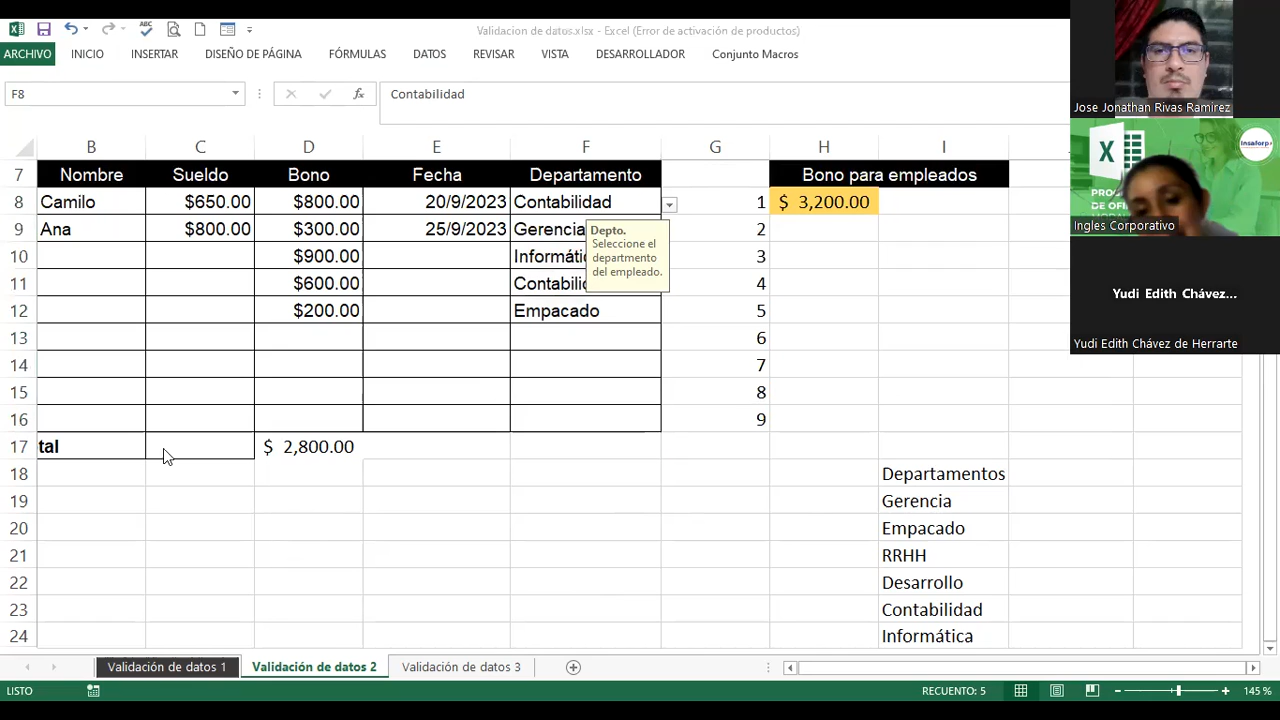 Validacion de datos.xlsx - Excel (Error de activación de productos)
ARCHIVO INICIO INSERTAR DISEÑO DE PÁGINA FÓRMULAS DATOS REVISAR VISTA DESARROLLADOR Conjunto Macros
F8 fx Contabilidad
B C D E F G H I
7 Nombre Sueldo Bono Fecha Departamento Bono para empleados
8 Camilo $650.00 $800.00 20/9/2023 Contabilidad 1 $ 3,200.00
9 Ana $800.00 $300.00 25/9/2023 Gerencia 2
10 $900.00 3
11 $600.00 4
12 $200.00 Empacado 5
Depto.
Seleccione el
departmento
del empleado.
13 6
14 7
15 8
16 9
17 tal $ 2,800.00
18 Departamentos
19 Gerencia
20 Empacado
21 RRHH
22 Desarrollo
23 Contabilidad
24 Informática
Validación de datos 1 Validación de datos 2 Validación de datos 3
LISTO RECUENTO: 5 145 %
Jose Jonathan Rivas Ramirez
Insaforp
Ingles Corporativo
Yudi Edith Chávez...
Yudi Edith Chávez de Herrarte